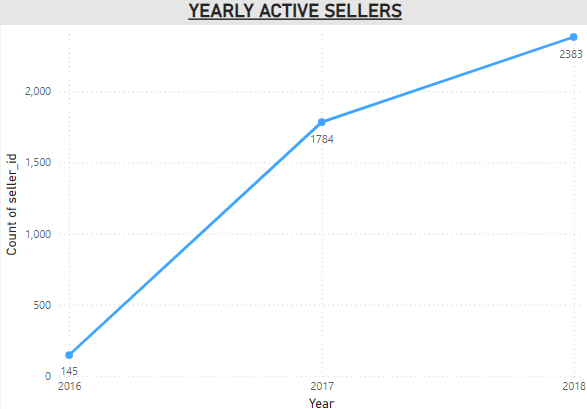 YEARLY ACTIVE SELLERS
2383
2,000
1784
1,500
Count of seller_id
1,000
500
145
0
2016 2017 2018
Year